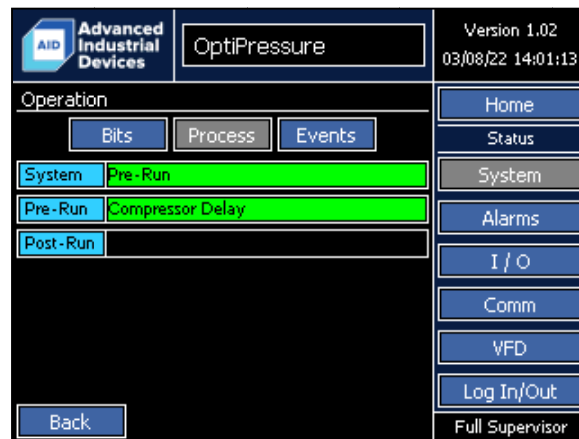 AID
Advanced
Industrial
Devices
OptiPressure
Version 1.02
03/08/22 14:01:13
Operation
Bits
Process
Events
System
Pre-Run
Pre-Run
Compressor Delay
Post-Run
Back
Home
Status
System
Alarms
I / O
Comm
VFD
Log In/Out
Full Supervisor